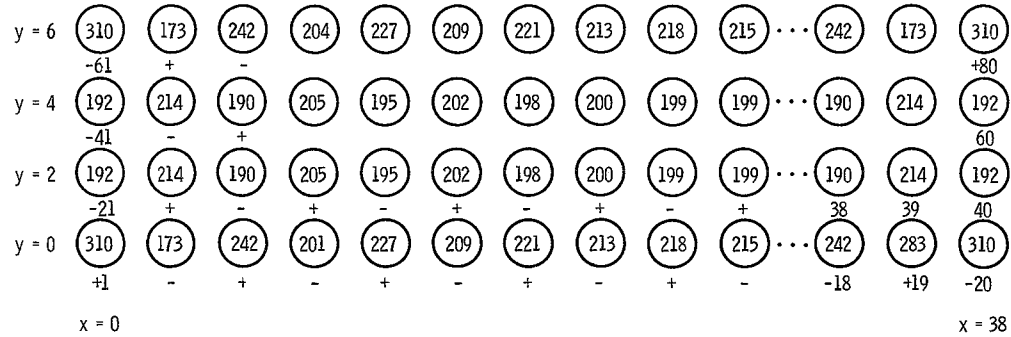 y = 6 310 173 242 204 227 209 221 213 218 215 ··· 242 173 310
-61 + - +80
y = 4 192 214 190 205 195 202 198 200 199 199 ··· 190 214 192
-41 - + 60
y = 2 192 214 190 205 195 202 198 200 199 199 ··· 190 214 192
-21 + - + - + - + - + 38 39 40
y = 0 310 173 242 201 227 209 221 213 218 215 ··· 242 283 310
+1 - + - + - + - + - -18 +19 -20
x = 0 x = 38